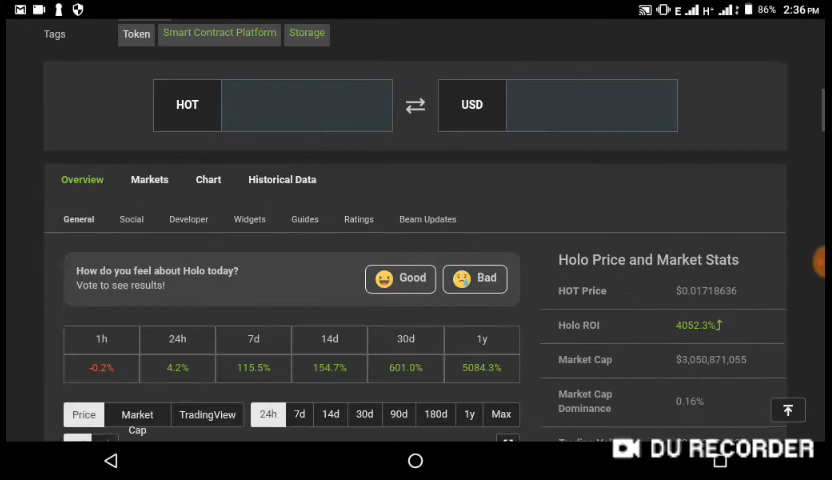 E H+ 86% 2:36 PM
Tags Token Smart Contract Platform Storage
HOT USD
Overview Markets Chart Historical Data
General Social Developer Widgets Guides Ratings Beam Updates
How do you feel about Holo today?
Vote to see results!
Good Bad
1h 24h 7d 14d 30d 1y
-0.2% 4.2% 115.5% 154.7% 601.0% 5084.3%
Price Market Cap TradingView 24h 7d 14d 30d 90d 180d 1y Max
Holo Price and Market Stats
HOT Price $0.01718636
Holo ROI 4052.3%
Market Cap $3,050,871,055
Market Cap
Dominance 0.16%
DU RECORDER